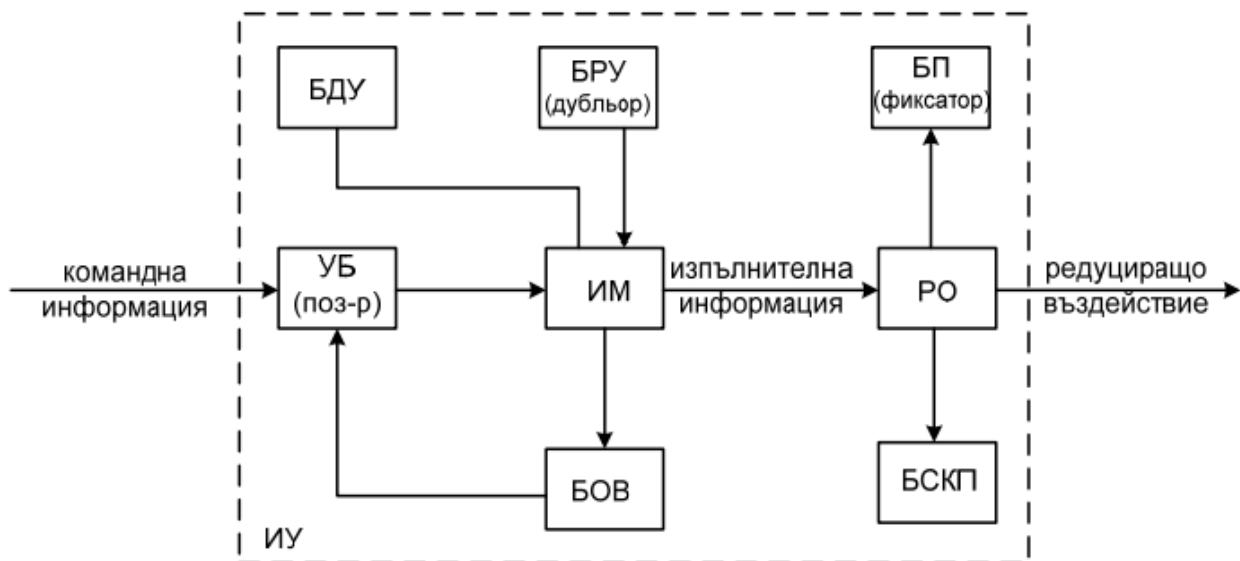 БДУ
БРУ
(дубльор)
БП
(фиксатор)
командна
информация
УБ
(поз-р)
ИМ
изпълнителна
информация
РО
редуциращо
въздействие
БОВ
БСКП
ИУ